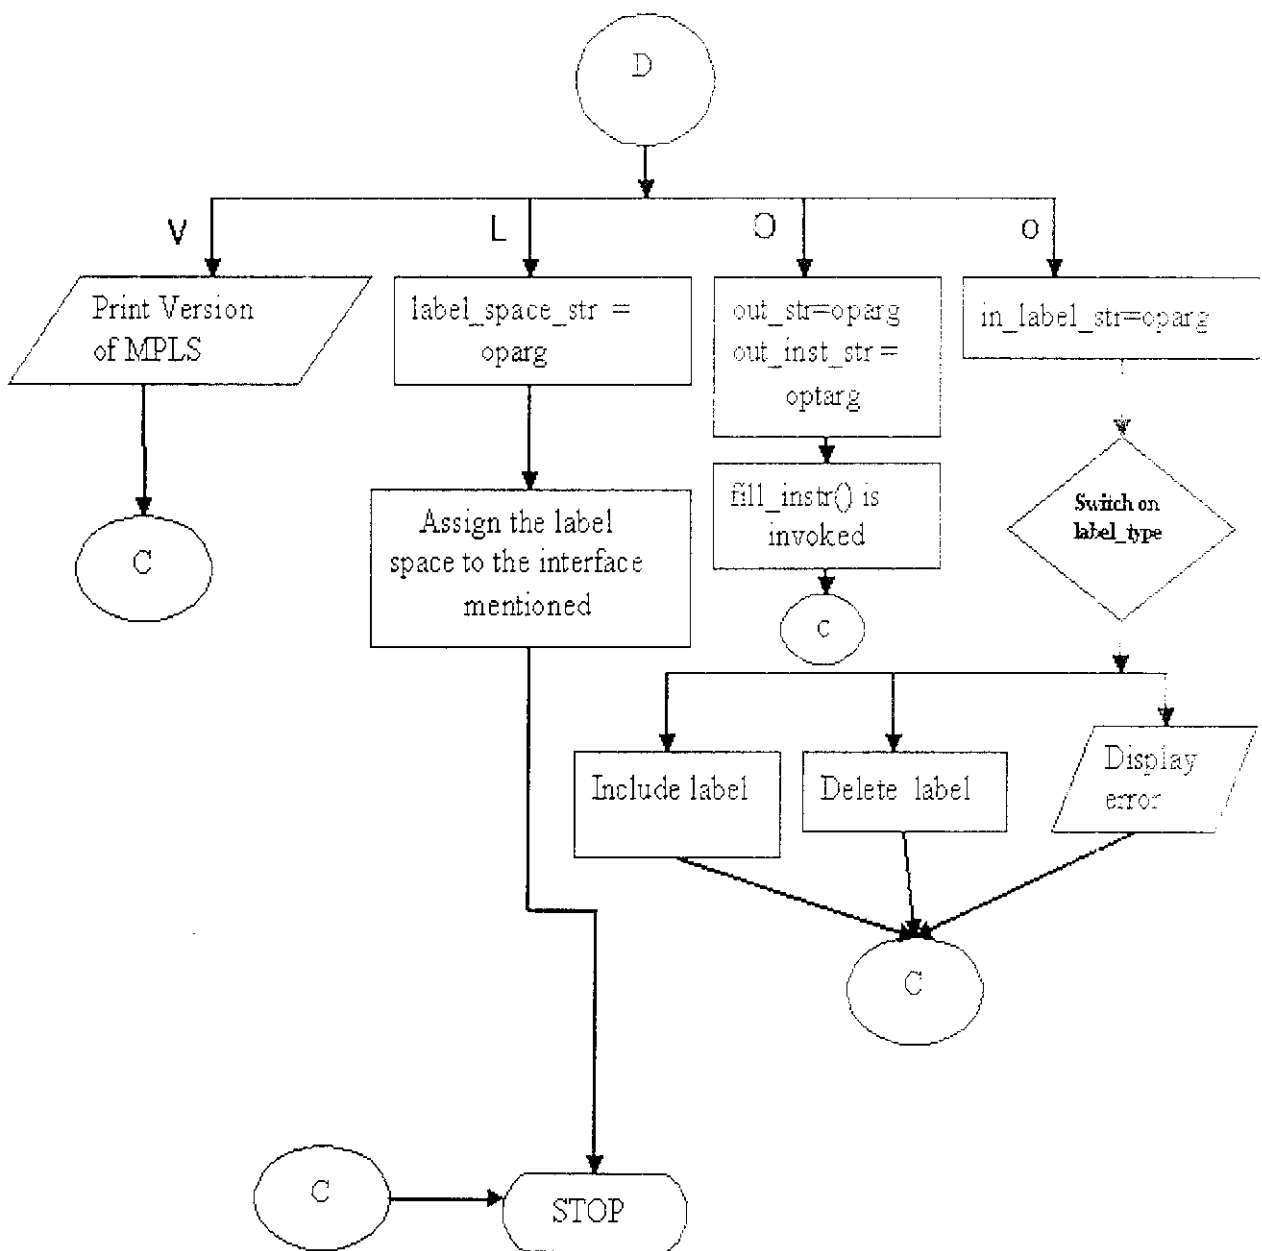 D
V
L
O
o
Print Version
of MPLS
label_space_str =
oparg
out_str=oparg
out_inst_str =
optarg
in_label_str=oparg
Assign the label
space to the interface
mentioned
fill_instr() is
invoked
Switch on
label_type
C
C
Include label
Delete label
Display
error
C
C
STOP